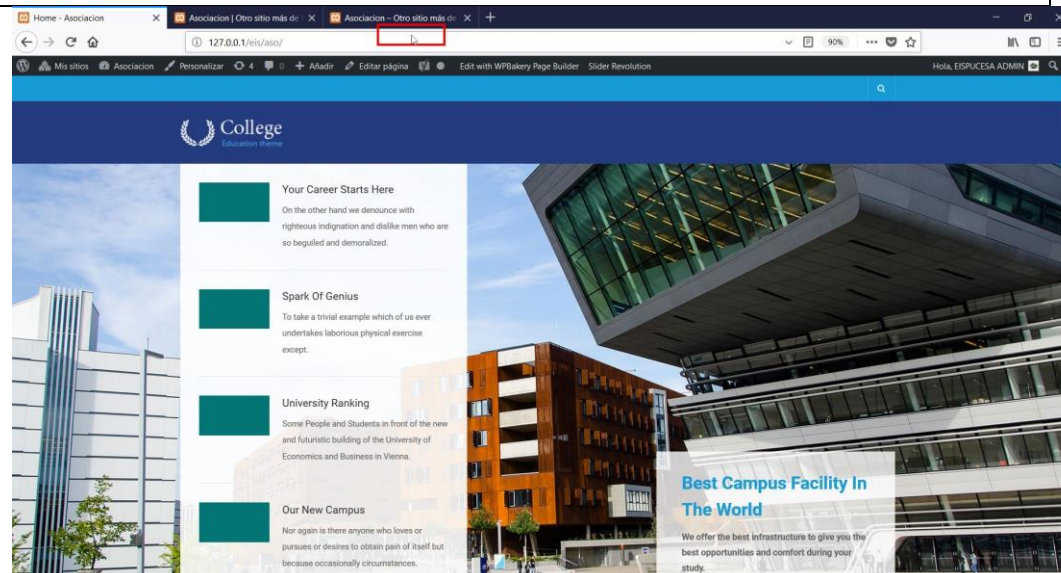 Home - Asociacion
Asociacion | Otro sitio más de
Asociacion – Otro sitio más de
127.0.0.1/eis/aso/
90%
Mis sitios Asociacion Personalizar 4 0 Añadir Editar página Edit with WPBakery Page Builder Slider Revolution Hola, EISPUCESA ADMIN
College
Education theme
Your Career Starts Here
On the other hand we denounce with
righteous indignation and dislike men who are
so beguiled and demoralized.
Spark Of Genius
To take a trivial example which of us ever
undertakes laborious physical exercise
except.
University Ranking
Some People and Students in front of the new
and futuristic building of the University of
Economics and Business in Vienna.
Our New Campus
Nor again is there anyone who loves or
pursues or desires to obtain pain of itself but
because occasionally circumstances.
Best Campus Facility In
The World
We offer the best infrastructure to give you the
best opportunities and comfort during your
study.